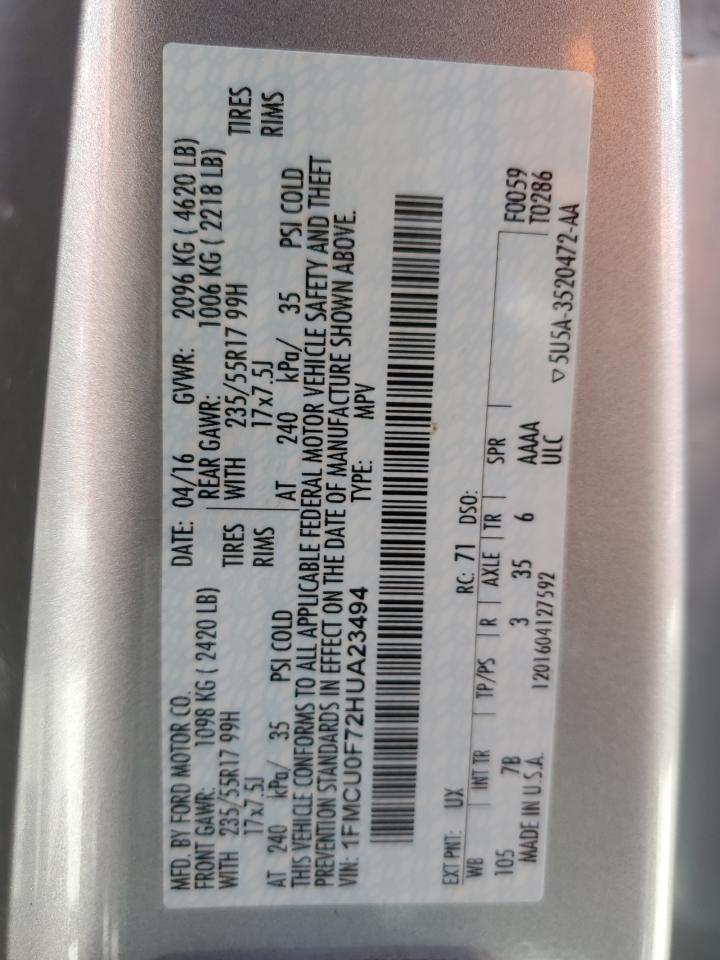 MFD. BY FORD MOTOR CO.
DATE: 04/16 GVWR: 2096 KG ( 4620 LB)
FRONT GAWR: 1098 KG ( 2420 LB)
REAR GAWR: 1006 KG ( 2218 LB)
WITH 235/55R17 99H TIRES
WITH 235/55R17 99H TIRES
17x7.5J RIMS
17x7.5J RIMS
AT 240 kPa/ 35 PSI COLD
AT 240 kPa/ 35 PSI COLD
THIS VEHICLE CONFORMS TO ALL APPLICABLE FEDERAL MOTOR VEHICLE SAFETY AND THEFT
PREVENTION STANDARDS IN EFFECT ON THE DATE OF MANUFACTURE SHOWN ABOVE.
VIN: 1FMCU0F72HUA23494 TYPE: MPV
EXT PNT: UX RC: 71 DSO:
WB INT TR TP/PS R AXLE TR SPR F0059
105 7B 3 35 6 AAAA T0286
ULC
MADE IN U.S.A. 1201604127592 ▽5U5A-3520472-AA